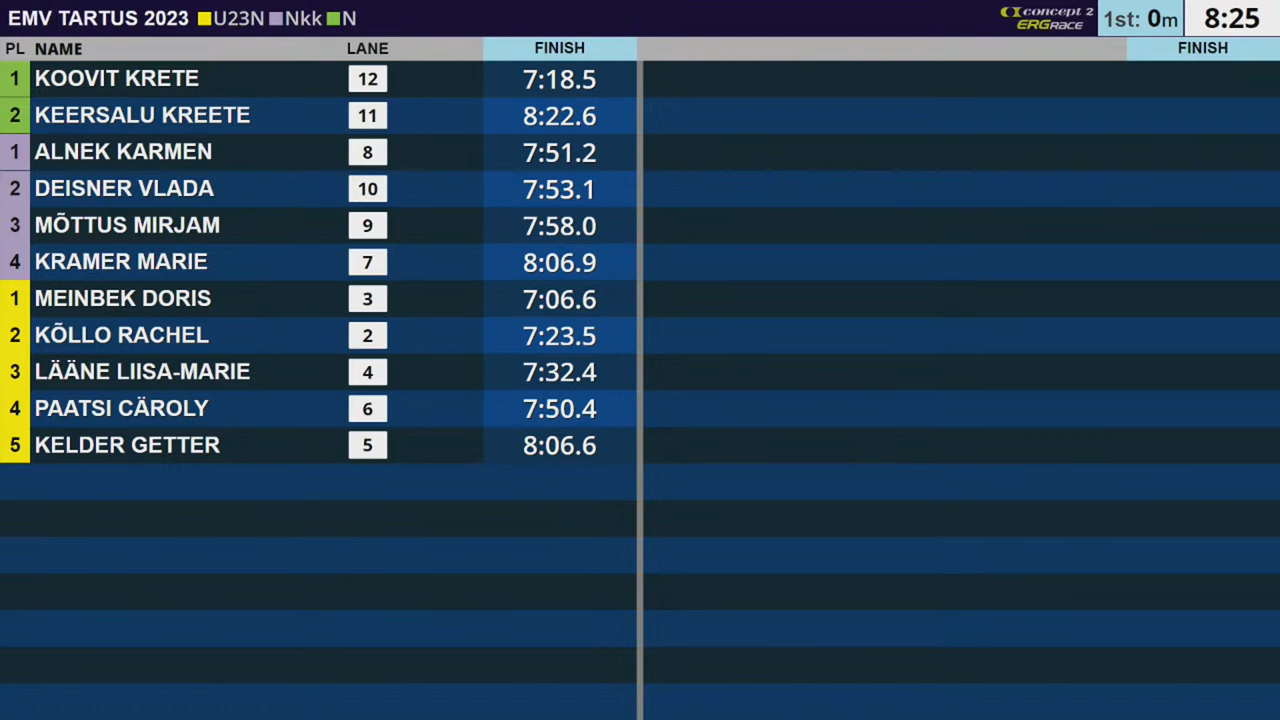 EMV TARTUS 2023 U23N Nkk N concept 2 ERGRACE 1st: 0m 8:25
PL NAME LANE FINISH FINISH
1 KOOVIT KRETE 12 7:18.5
2 KEERSALU KREETE 11 8:22.6
1 ALNEK KARMEN 8 7:51.2
2 DEISNER VLADA 10 7:53.1
3 MÕTTUS MIRJAM 9 7:58.0
4 KRAMER MARIE 7 8:06.9
1 MEINBEK DORIS 3 7:06.6
2 KÕLLO RACHEL 2 7:23.5
3 LÄÄNE LIISA-MARIE 4 7:32.4
4 PAATSI CÄROLY 6 7:50.4
5 KELDER GETTER 5 8:06.6